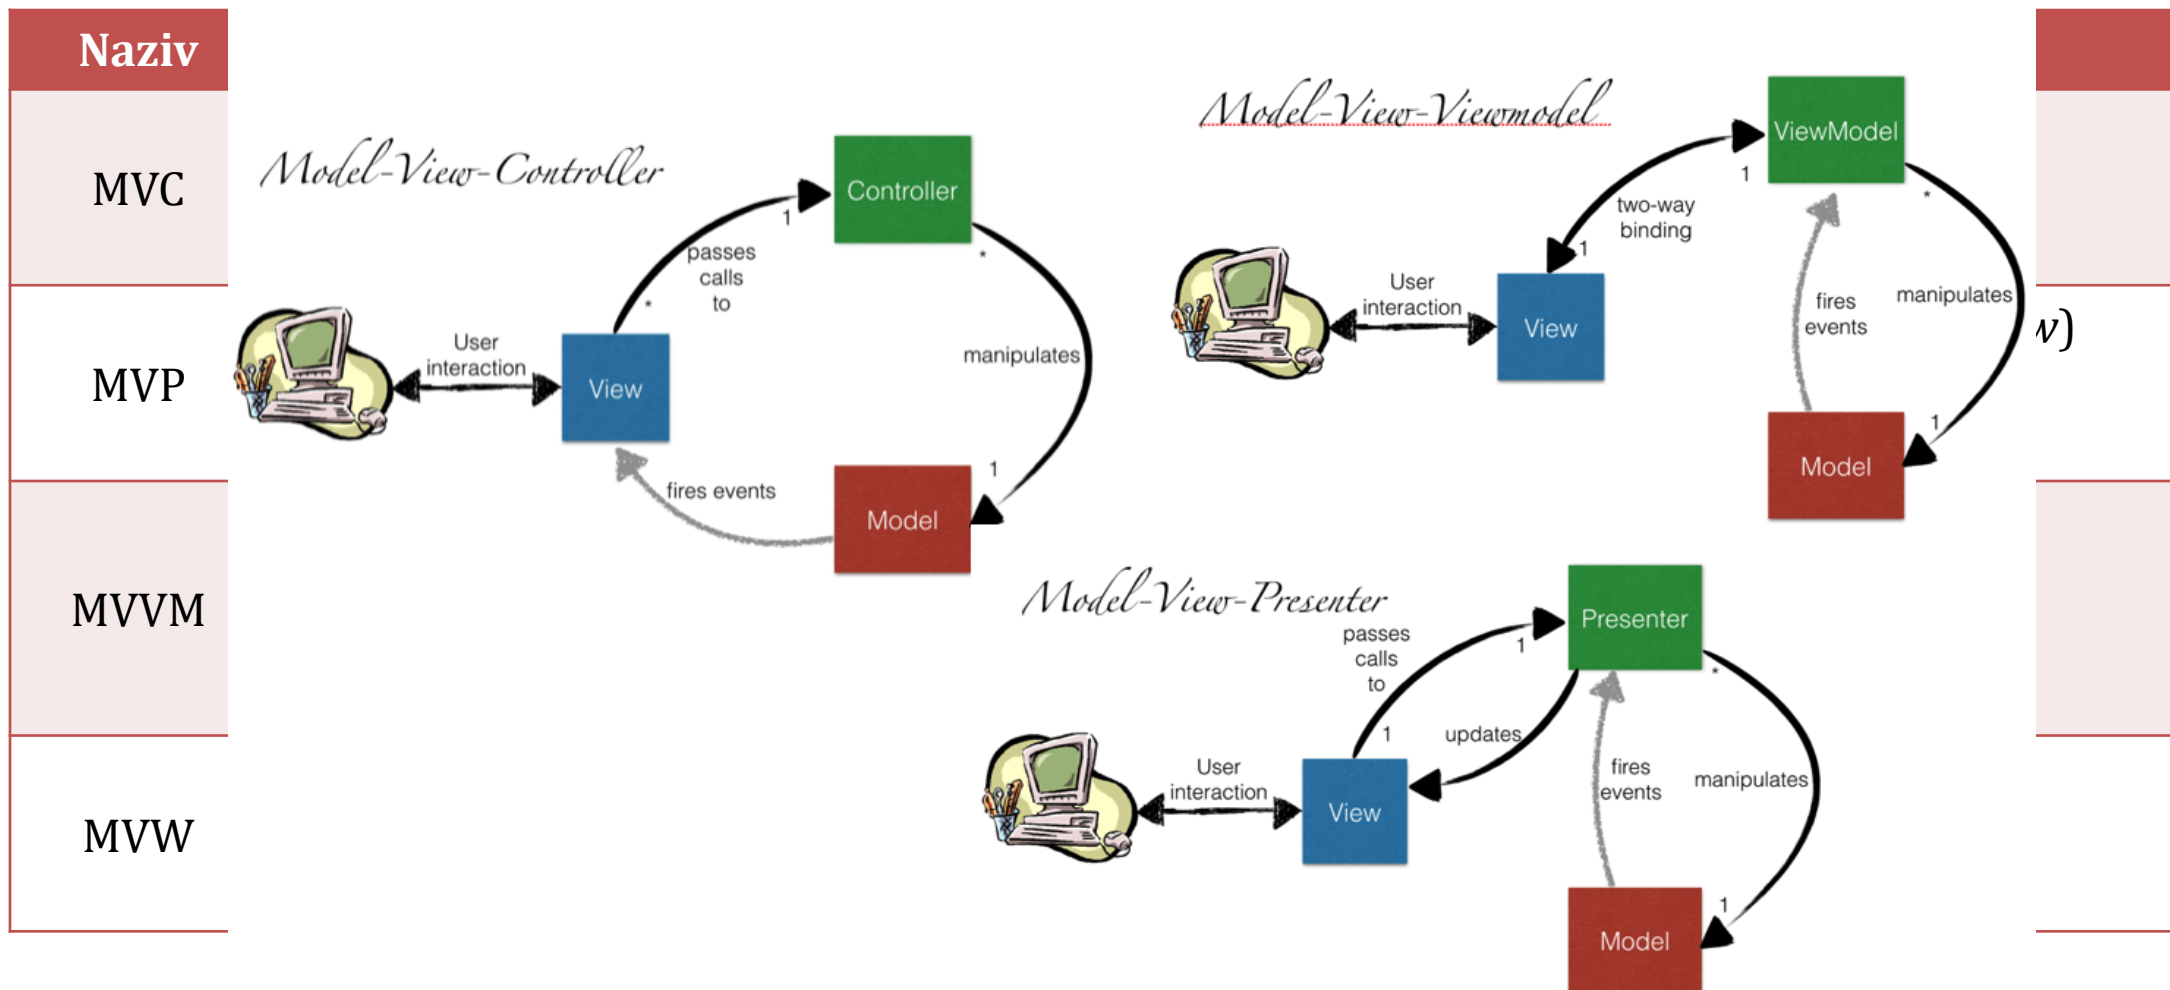 Naziv
MVC
MVP
MVVM
MVW
Model-View-Controller
Controller
1
passes
calls
to
*
*
User
interaction
View
manipulates
1
fires events
Model
Model-View-Viewmodel
ViewModel
1
*
two-way
binding
1
User
interaction
View
fires
events
manipulates
1
Model
w)
Model-View-Presenter
Presenter
passes
calls
to
1
*
1
updates
User
interaction
View
fires
events
manipulates
1
Model